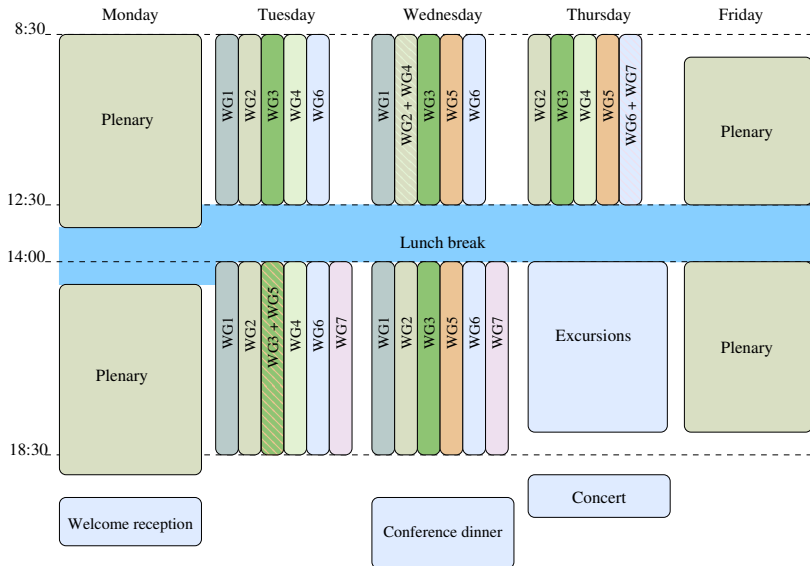 Monday
Tuesday
Wednesday
Thursday
Friday
8:30
Plenary
WG1
WG2
WG3
WG4
WG6
WG1
WG2 + WG4
WG3
WG5
WG6
WG2
WG3
WG4
WG5
WG6 + WG7
Plenary
12:30
Lunch break
14:00
Plenary
WG1
WG2
WG3 + WG5
WG4
WG6
WG7
WG1
WG2
WG3
WG5
WG6
WG7
Excursions
Plenary
18:30
Welcome reception
Conference dinner
Concert